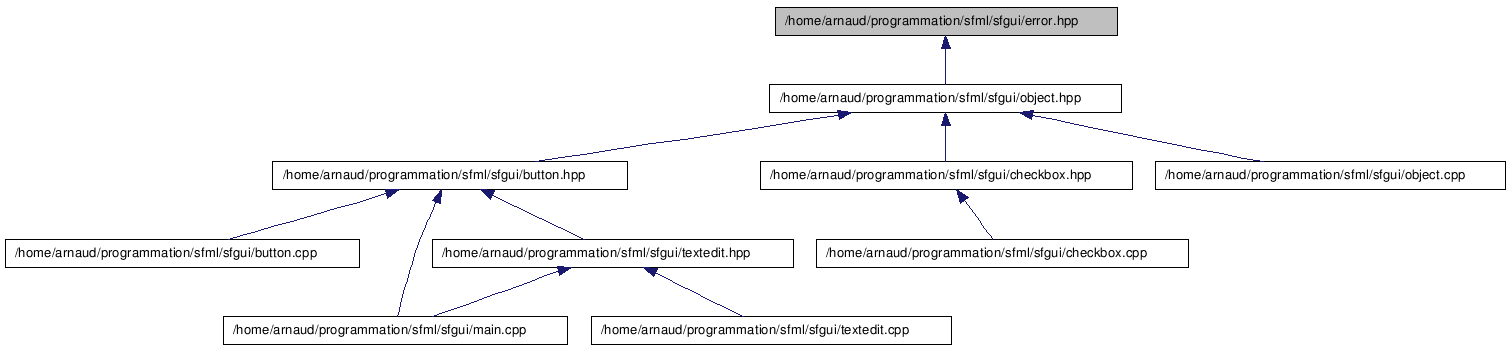 /home/arnaud/programmation/sfml/sfgui/error.hpp
/home/arnaud/programmation/sfml/sfgui/object.hpp
/home/arnaud/programmation/sfml/sfgui/button.hpp
/home/arnaud/programmation/sfml/sfgui/checkbox.hpp
/home/arnaud/programmation/sfml/sfgui/object.cpp
/home/arnaud/programmation/sfml/sfgui/button.cpp
/home/arnaud/programmation/sfml/sfgui/textedit.hpp
/home/arnaud/programmation/sfml/sfgui/checkbox.cpp
/home/arnaud/programmation/sfml/sfgui/main.cpp
/home/arnaud/programmation/sfml/sfgui/textedit.cpp